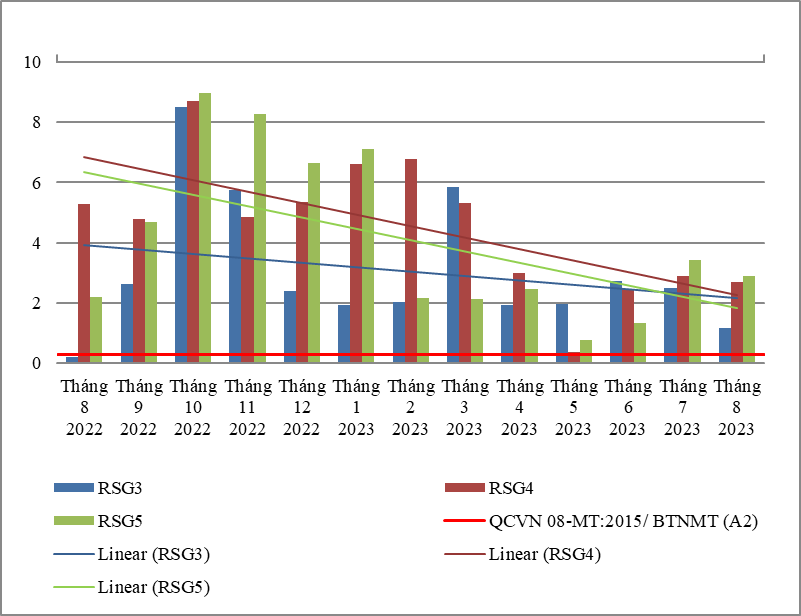 10
8
6
4
2
0
Tháng Tháng Tháng Tháng Tháng Tháng Tháng Tháng Tháng Tháng Tháng Tháng Tháng
8 9 10 11 12 1 2 3 4 5 6 7 8
2022 2022 2022 2022 2022 2023 2023 2023 2023 2023 2023 2023 2023
RSG3 RSG4
RSG5 QCVN 08-MT:2015/ BTNMT (A2)
Linear (RSG3) Linear (RSG4)
Linear (RSG5)